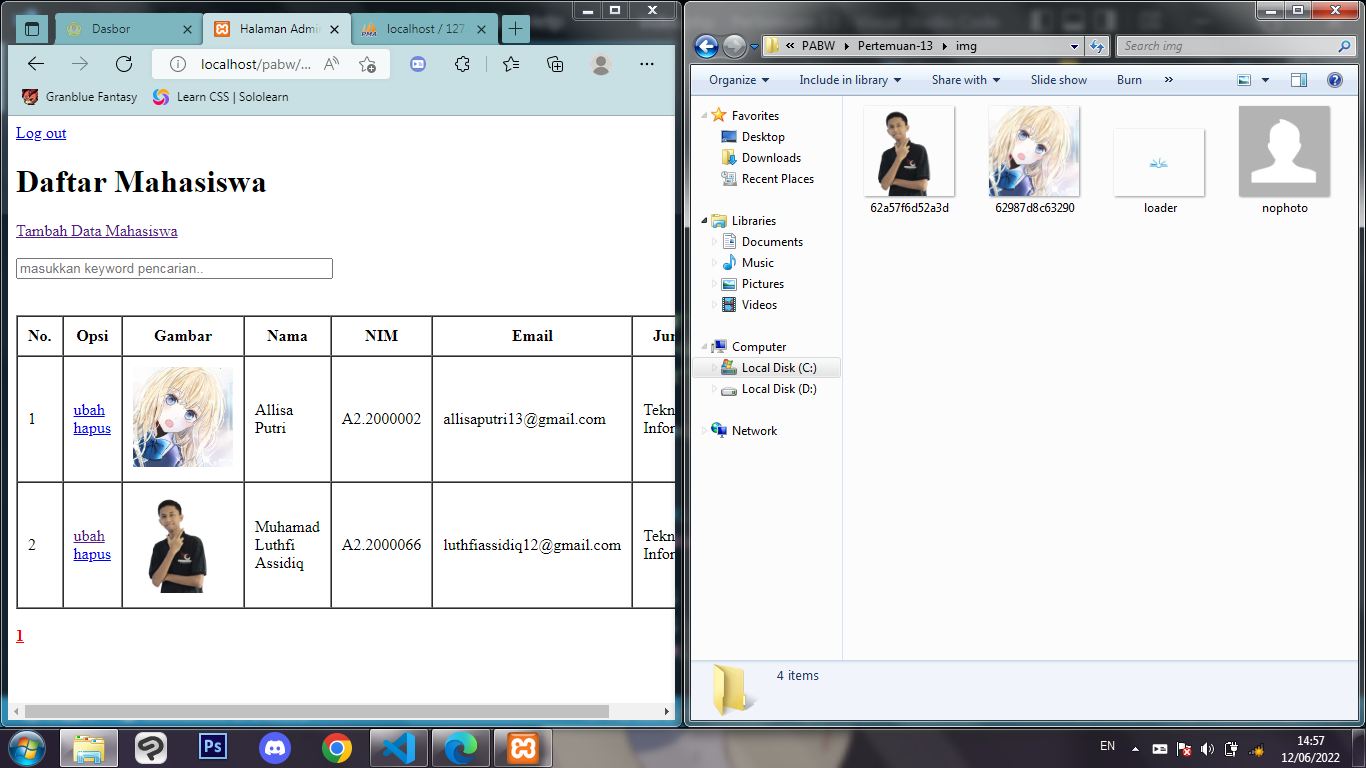 Dasbor
Halaman Admi
localhost / 127
localhost/pabw/...
Granblue Fantasy
Learn CSS | Sololearn
Log out
Daftar Mahasiswa
Tambah Data Mahasiswa
masukkan keyword pencarian..
No. Opsi Gambar Nama NIM Email Jur
1 ubah hapus Allisa Putri A2.2000002 allisaputri13@gmail.com Tekn Infor
2 ubah hapus Muhamad Luthfi Assidiq A2.2000066 luthfiassidiq12@gmail.com Tekn Infor
1
« PABW Pertemuan-13 img
Search img
Organize Include in library Share with Slide show Burn »
Favorites
Desktop
Downloads
Recent Places
Libraries
Documents
Music
Pictures
Videos
Computer
Local Disk (C:)
Local Disk (D:)
Network
62a57f6d52a3d 62987d8c63290 loader nophoto
4 items
Ps
EN
14:57
12/06/2022